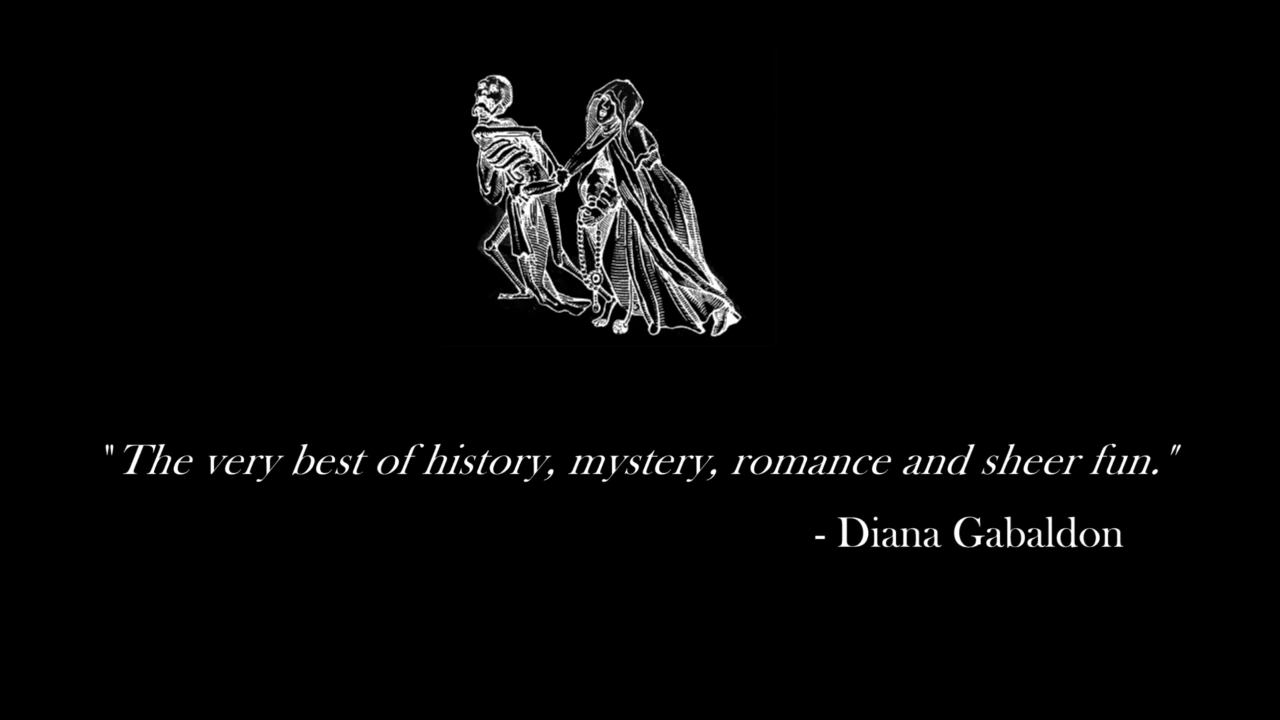 "The very best of history, mystery, romance and sheer fun."
- Diana Gabaldon